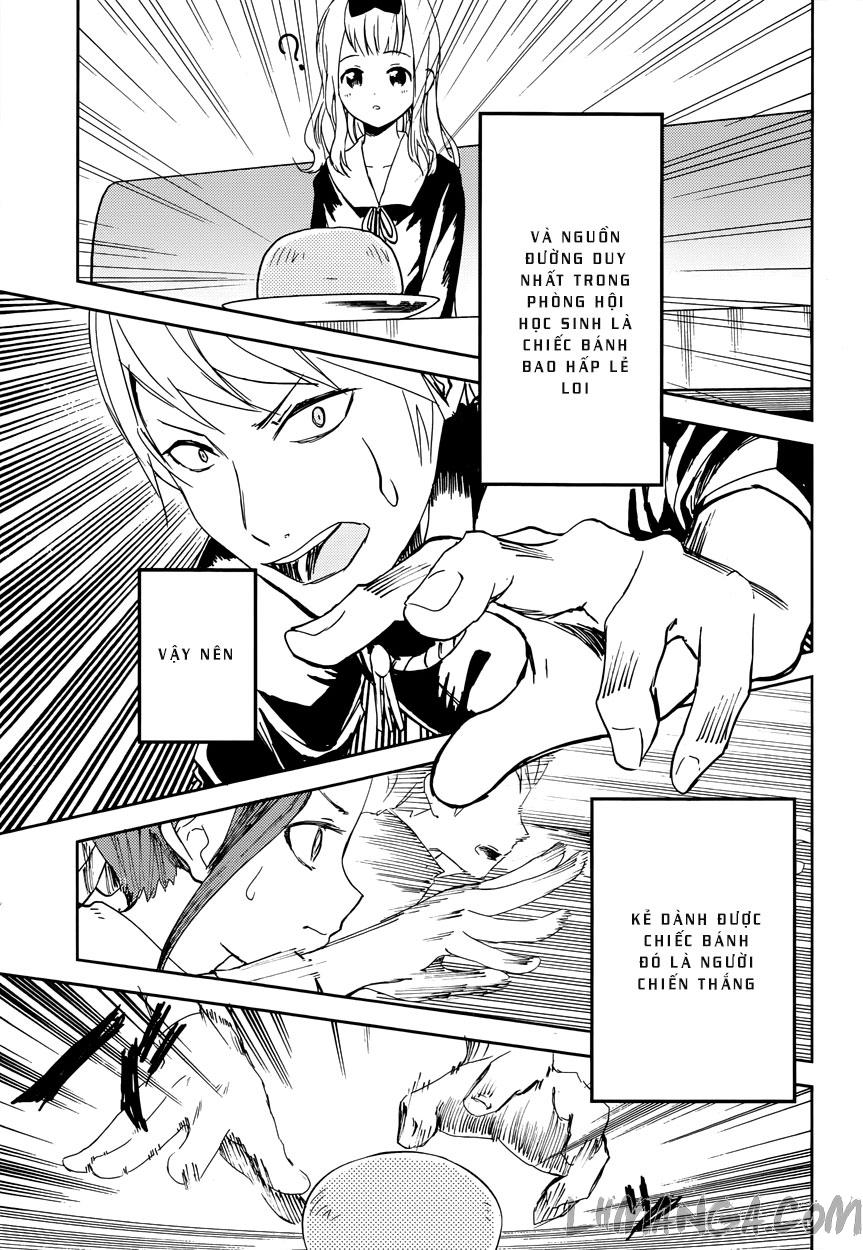 ?
VÀ NGUỒN
ĐƯỜNG DUY
NHẤT TRONG
PHÒNG HỘI
HỌC SINH LÀ
CHIẾC BÁNH
BAO HẤP LẺ
LOI
VẬY NÊN
KẺ DÀNH ĐƯỢC
CHIẾC BÁNH
ĐÓ LÀ NGƯỜI
CHIẾN THẮNG
LHMANGA.COM